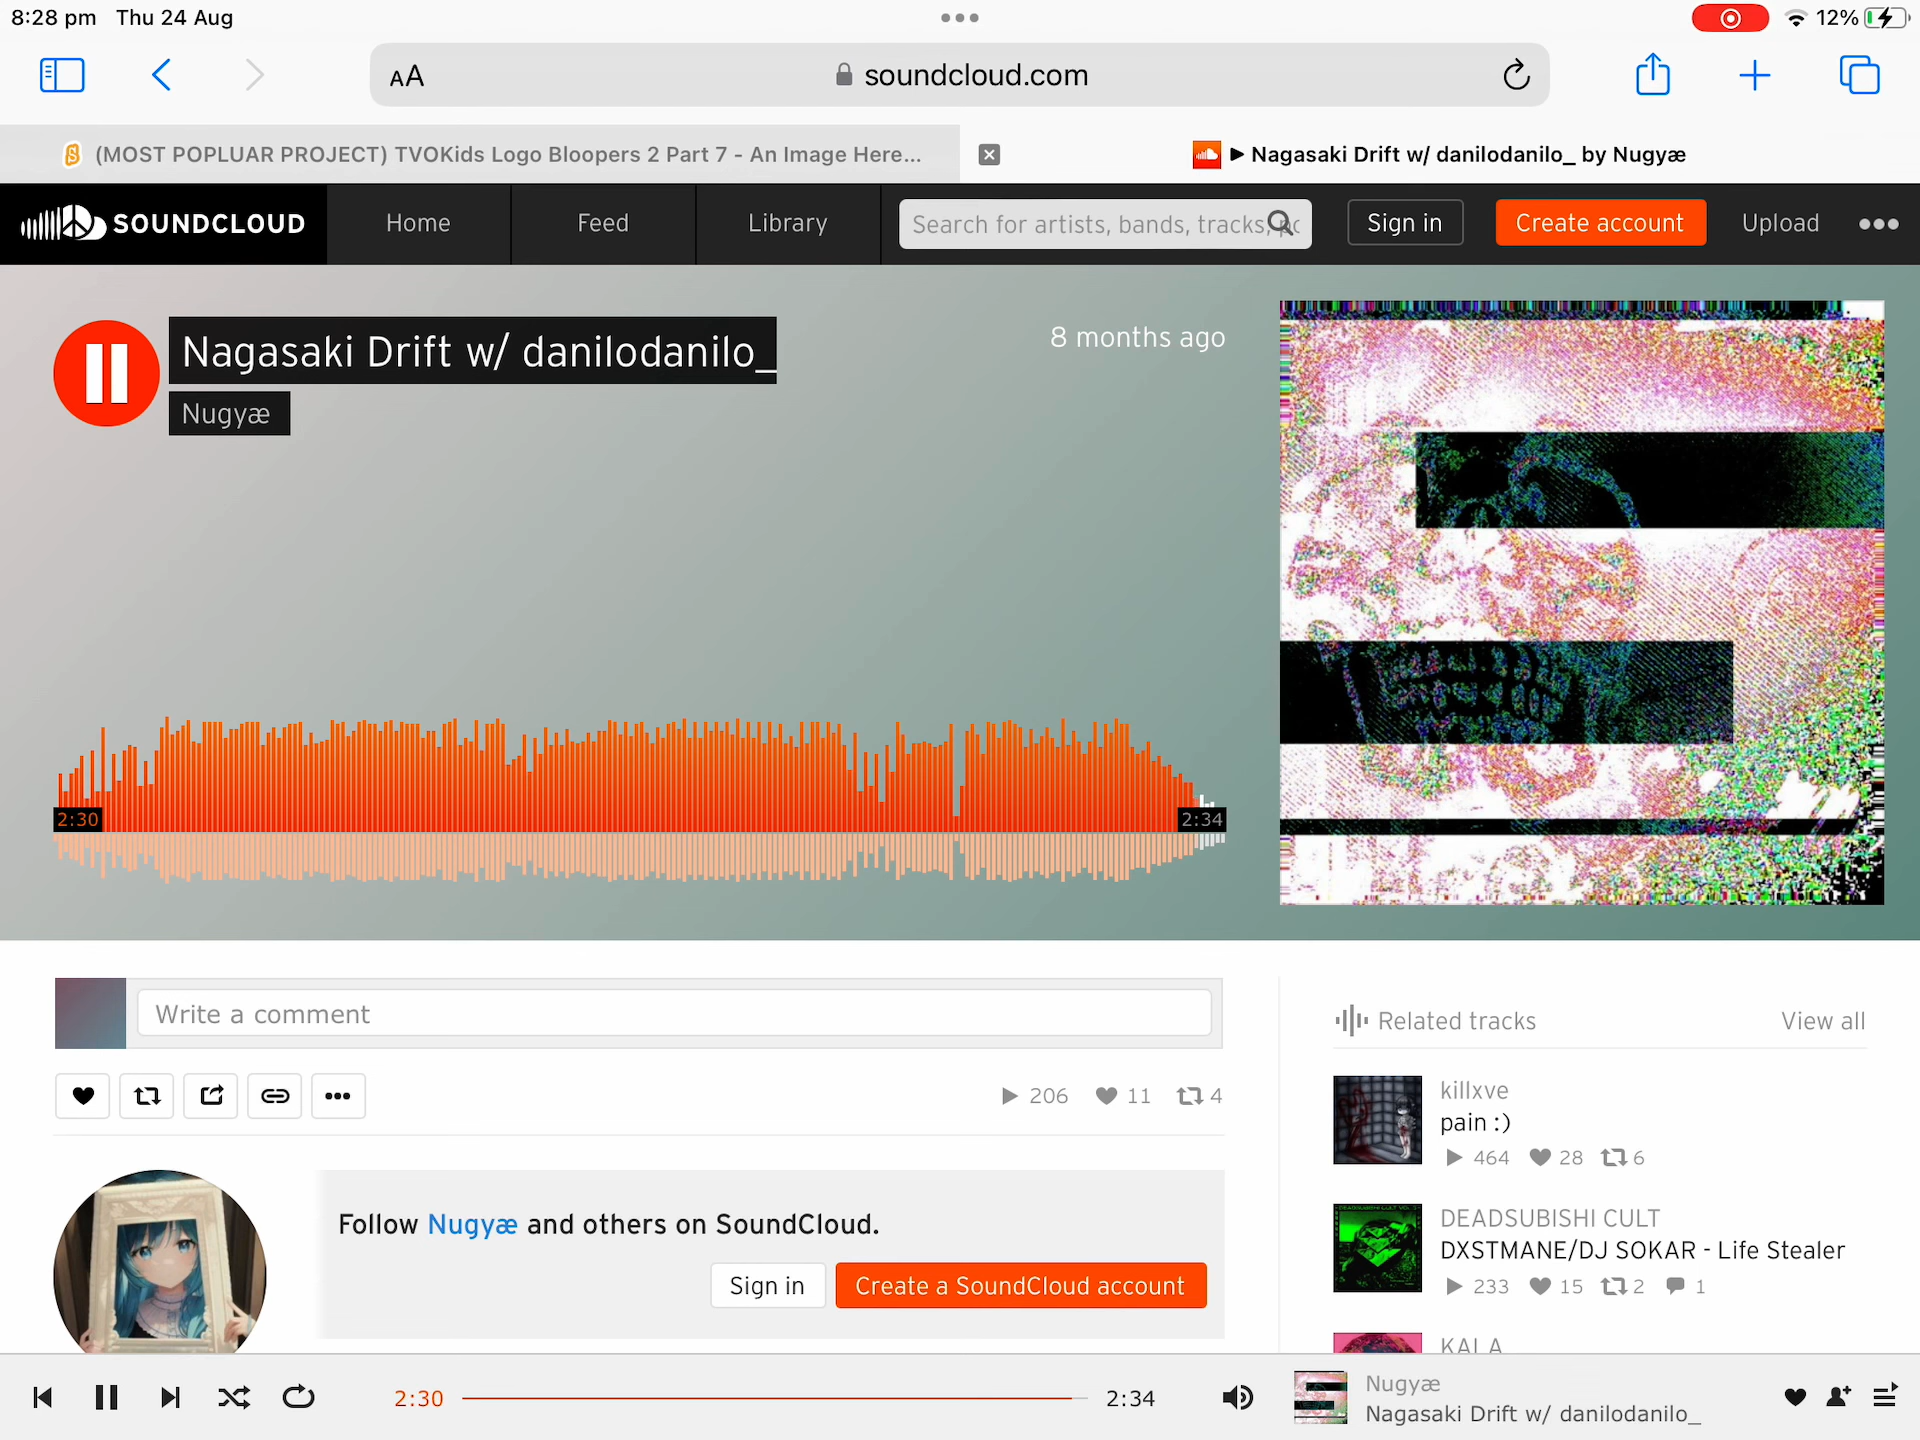 8:28 pm Thu 24 Aug
12%
AA
soundcloud.com
(MOST POPLUAR PROJECT) TVOKids Logo Bloopers 2 Part 7 - An Image Here...
Nagasaki Drift w/ danilodanilo_ by Nugyæ
SOUNDCLOUD
Home
Feed
Library
Search for artists, bands, tracks,
Sign in
Create account
Upload
Nagasaki Drift w/ danilodanilo_
8 months ago
Nugyæ
2:30
2:34
Write a comment
206
11
4
Follow Nugyæ and others on SoundCloud.
Sign in
Create a SoundCloud account
Related tracks
View all
killxve
pain :)
464
28
6
DEADSUBISHI CULT
DXSTMANE/DJ SOKAR - Life Stealer
233
15
2
1
KALA
2:30
2:34
Nugyæ
Nagasaki Drift w/ danilodanilo_